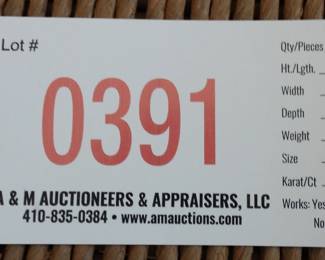 Lot #
0391
A & M AUCTIONEERS & APPRAISERS, LLC
410-835-0384 • www.amauctions.com
Qty/Pieces
Ht./Lgth.
Width
Depth
Weight
Size
Karat/Ct
Works: Yes
No